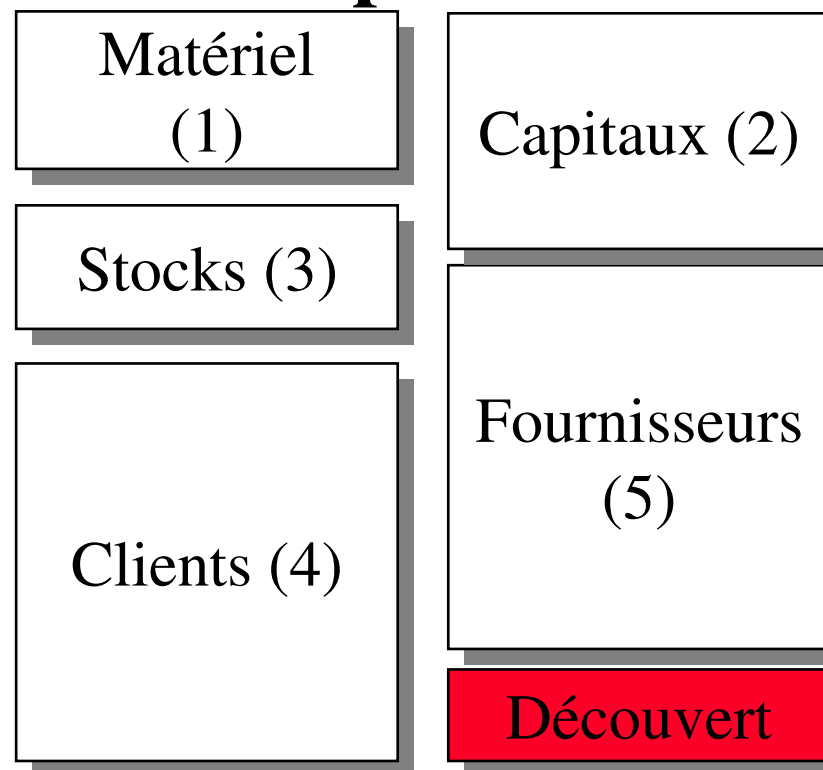 Matériel
(1)
Stocks (3)
Clients (4)
Capitaux (2)
Fournisseurs
(5)
Découvert